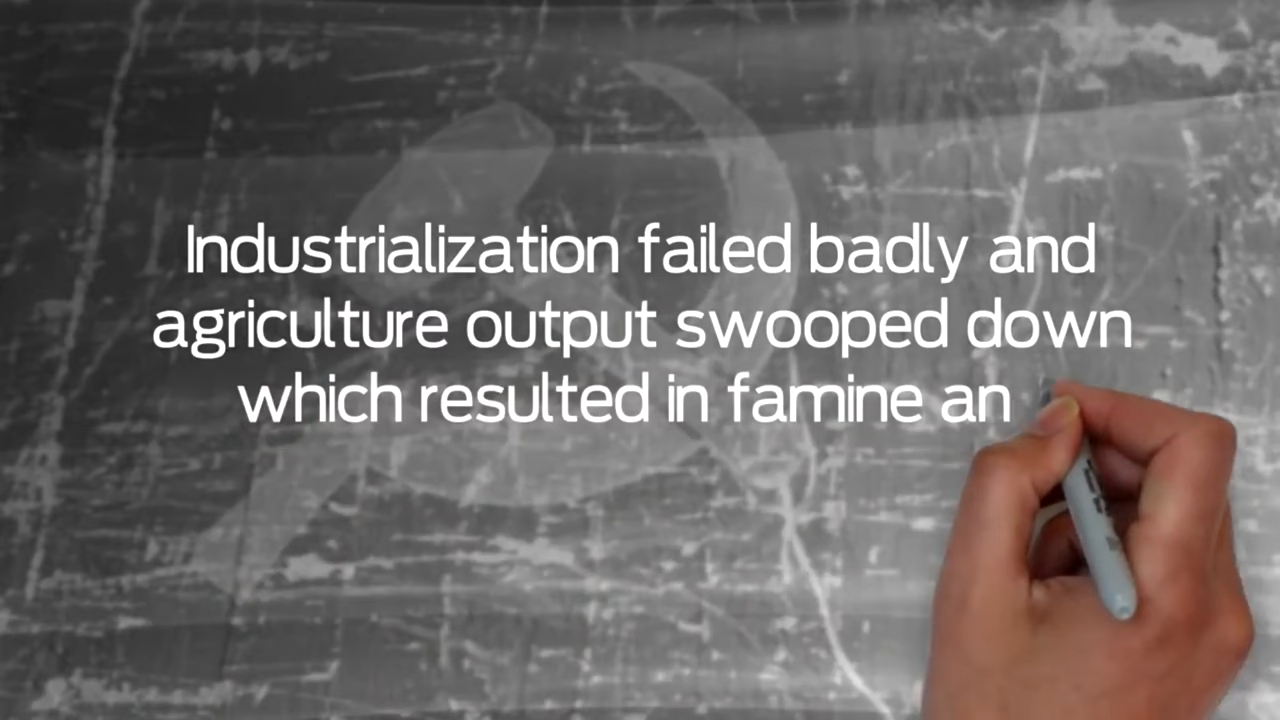 Industrialization failed badly and
agriculture output swooped down
which resulted in famine an